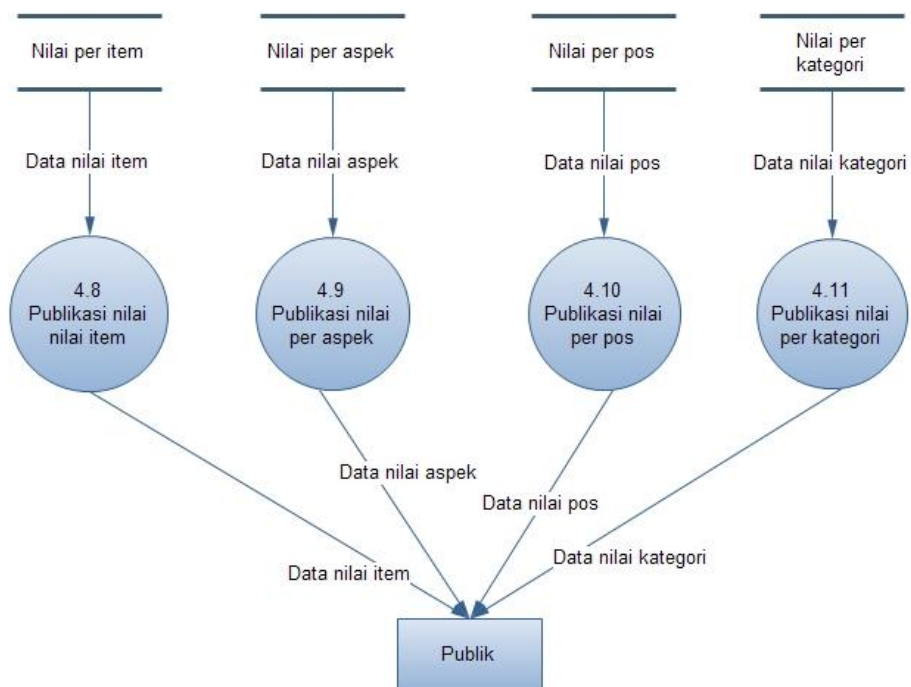 Nilai per item
Nilai per aspek
Nilai per pos
Nilai per
kategori
Data nilai item
Data nilai aspek
Data nilai pos
Data nilai kategori
4.8
Publikasi nilai
nilai item
4.9
Publikasi nilai
per aspek
4.10
Publikasi nilai
per pos
4.11
Publikasi nilai
per kategori
Data nilai aspek
Data nilai pos
Data nilai kategori
Data nilai item
Publik